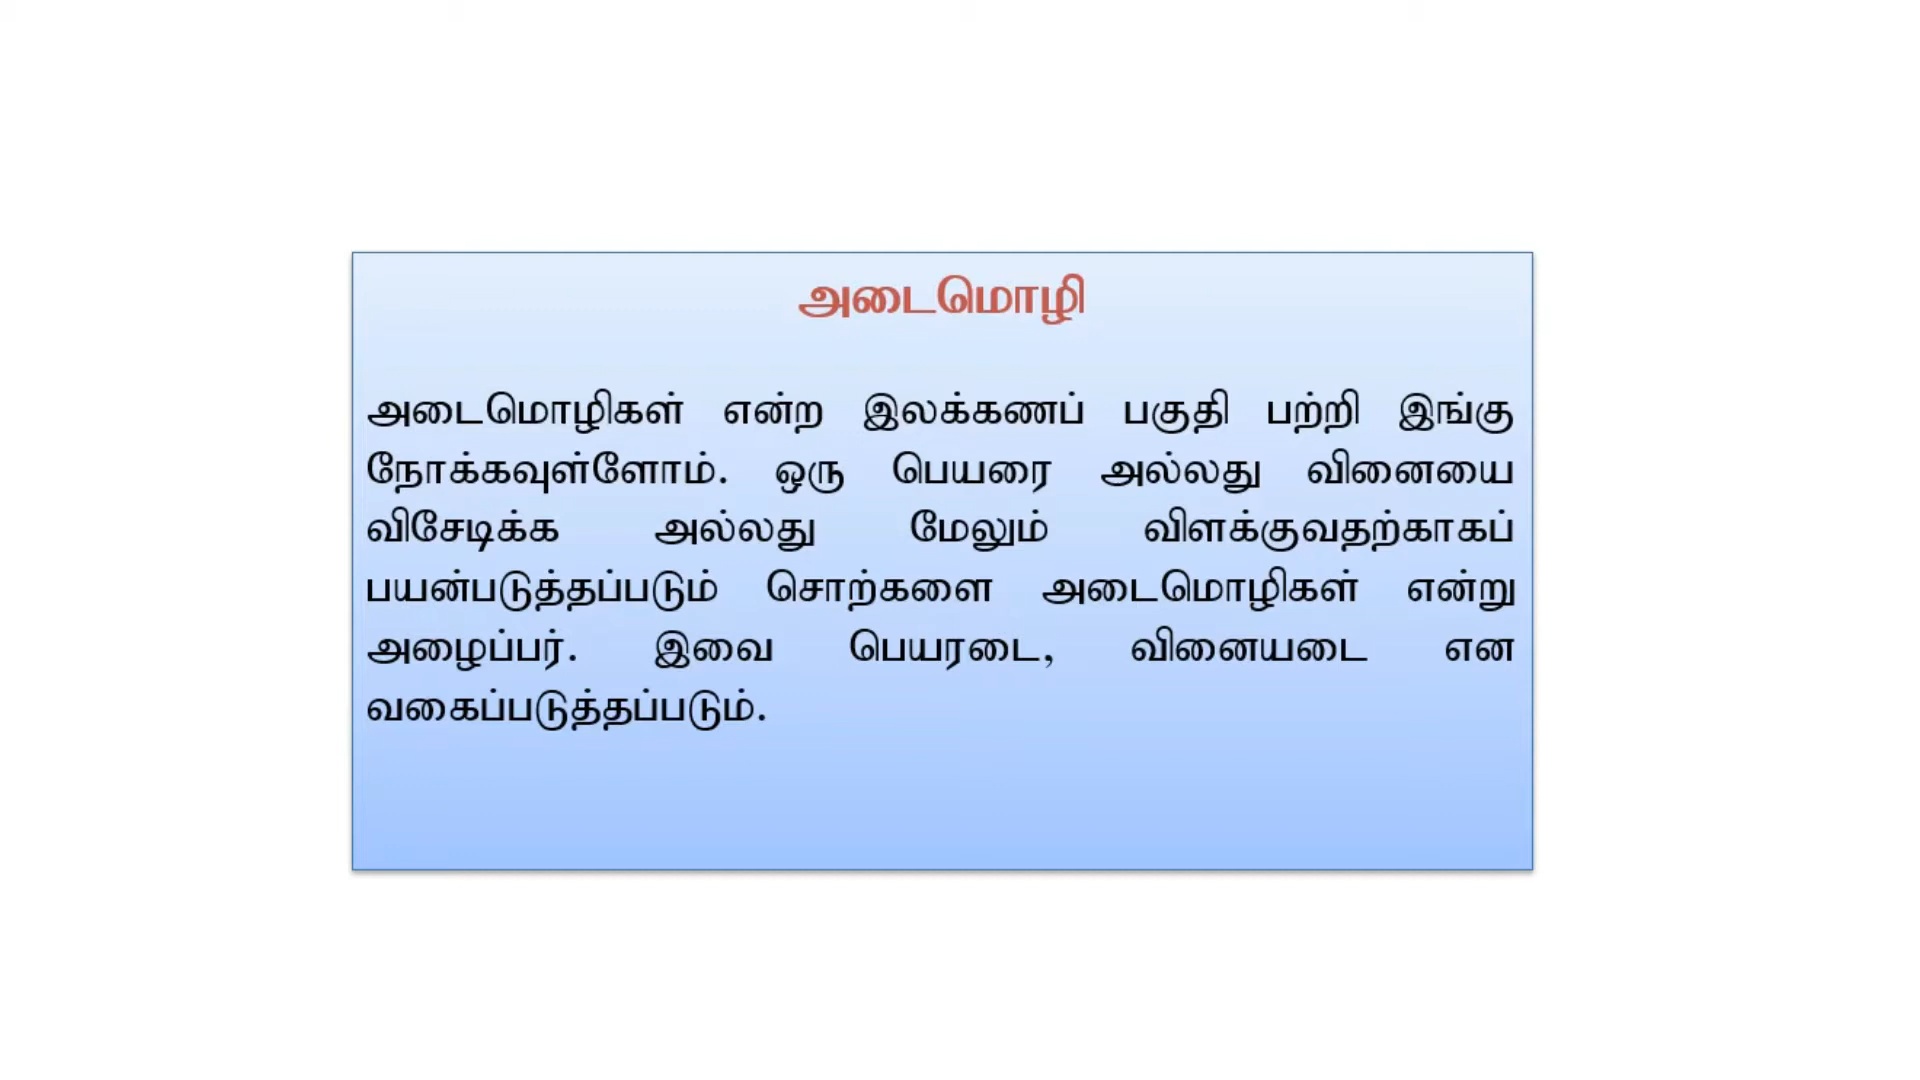 அடைமொழி
அடைமொழிகள் என்ற இலக்கணப் பகுதி பற்றி இங்கு
நோக்கவுள்ளோம். ஒரு பெயரை அல்லது வினையை
விசேடிக்க அல்லது மேலும் விளக்குவதற்காகப்
பயன்படுத்தப்படும் சொற்களை அடைமொழிகள் என்று
அழைப்பர். இவை பெயரடை, வினையடை என
வகைப்படுத்தப்படும்.